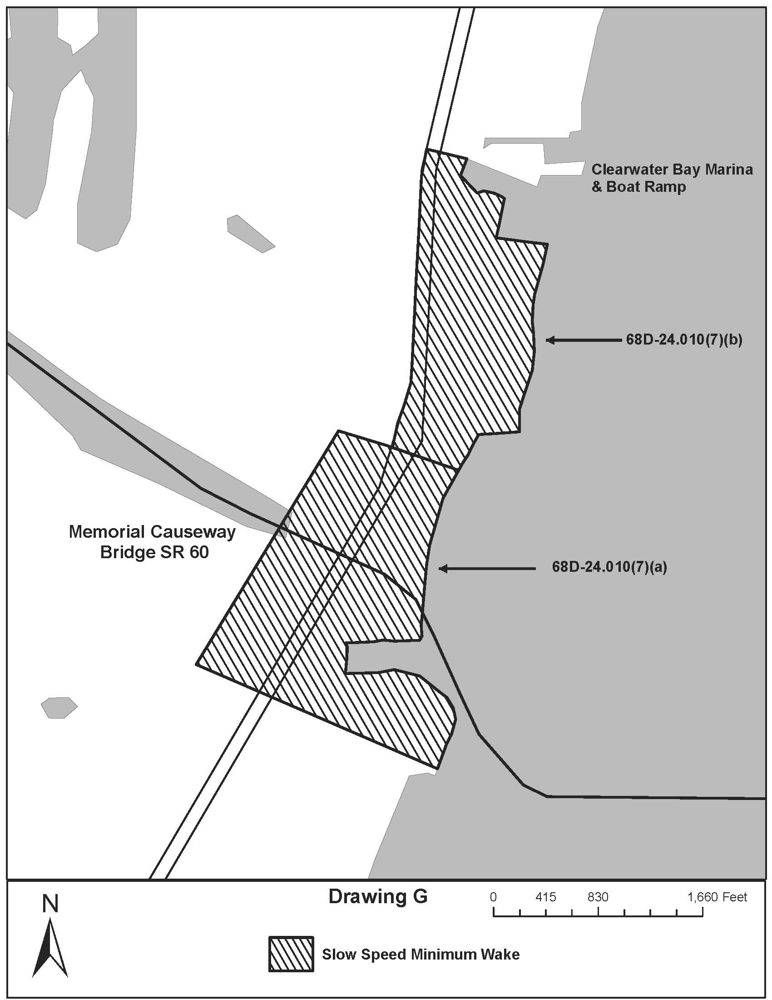 Clearwater Bay Marina
& Boat Ramp
68D-24.010(7)(b)
Memorial Causeway
Bridge SR 60
68D-24.010(7)(a)
N
Drawing G
0 415 830 1,660 Feet
Slow Speed Minimum Wake